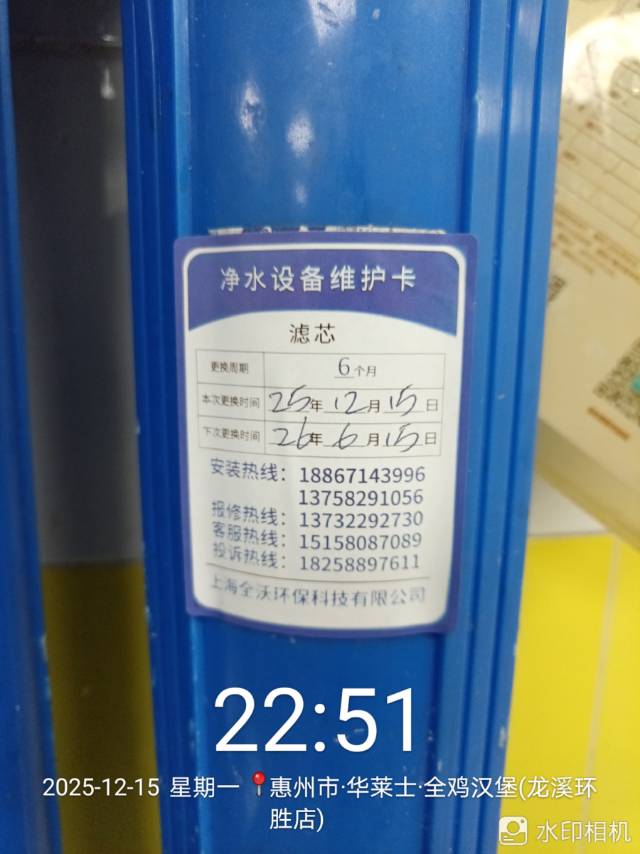 净水设备维护卡
滤芯
更换周期 6个月
本次更换时间 25年12月15日
下次更换时间 26年6月15日
安装热线：18867143996
13758291056
报修热线：13732292730
客服热线：15158087089
投诉热线：18258897611
上海全沃环保科技有限公司
22:51
2025-12-15 星期一 惠州市·华莱士·全鸡汉堡(龙溪环
胜店)
水印相机